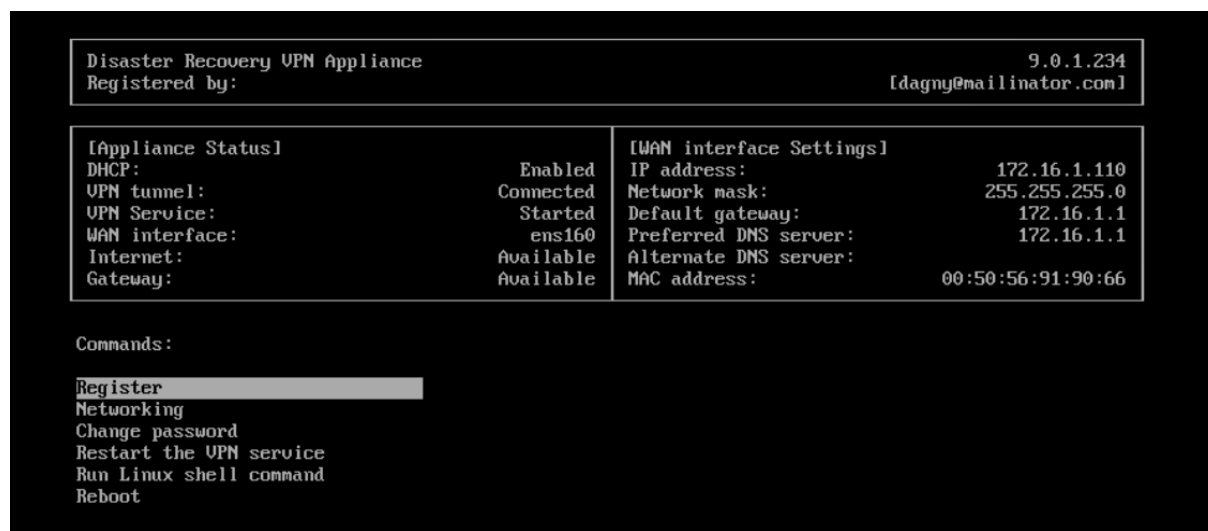 Disaster Recovery VPN Appliance 9.0.1.234
Registered by: [dagny@mailinator.com]
[Appliance Status]
DHCP: Enabled
VPN tunnel: Connected
VPN Service: Started
WAN interface: ens160
Internet: Available
Gateway: Available
[WAN interface Settings]
IP address: 172.16.1.110
Network mask: 255.255.255.0
Default gateway: 172.16.1.1
Preferred DNS server: 172.16.1.1
Alternate DNS server:
MAC address: 00:50:56:91:90:66
Commands:
Register
Networking
Change password
Restart the VPN service
Run Linux shell command
Reboot